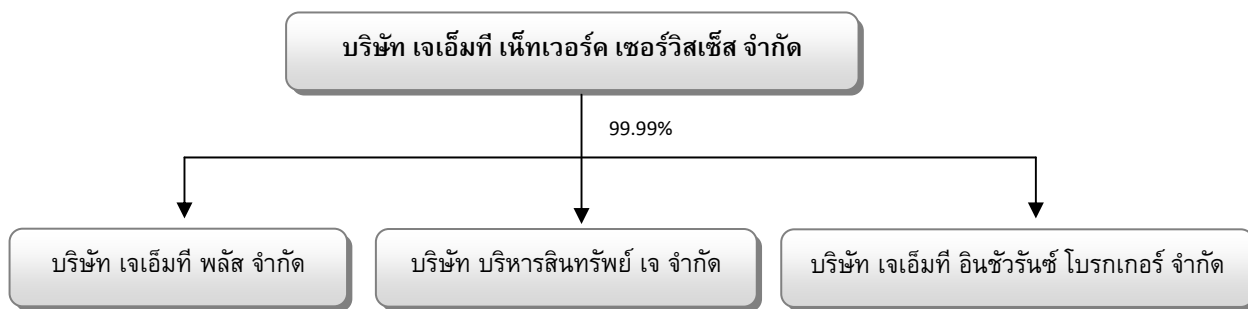 บริษัท เจเอ็มที เน็ทเวอร์ค เซอร์วิสเซ็ส จำกัด
99.99%
บริษัท เจเอ็มที พลัส จำกัด
บริษัท บริหารสินทรัพย์ เจ จำกัด
บริษัท เจเอ็มที อินชัวรันซ์ โบรกเกอร์ จำกัด